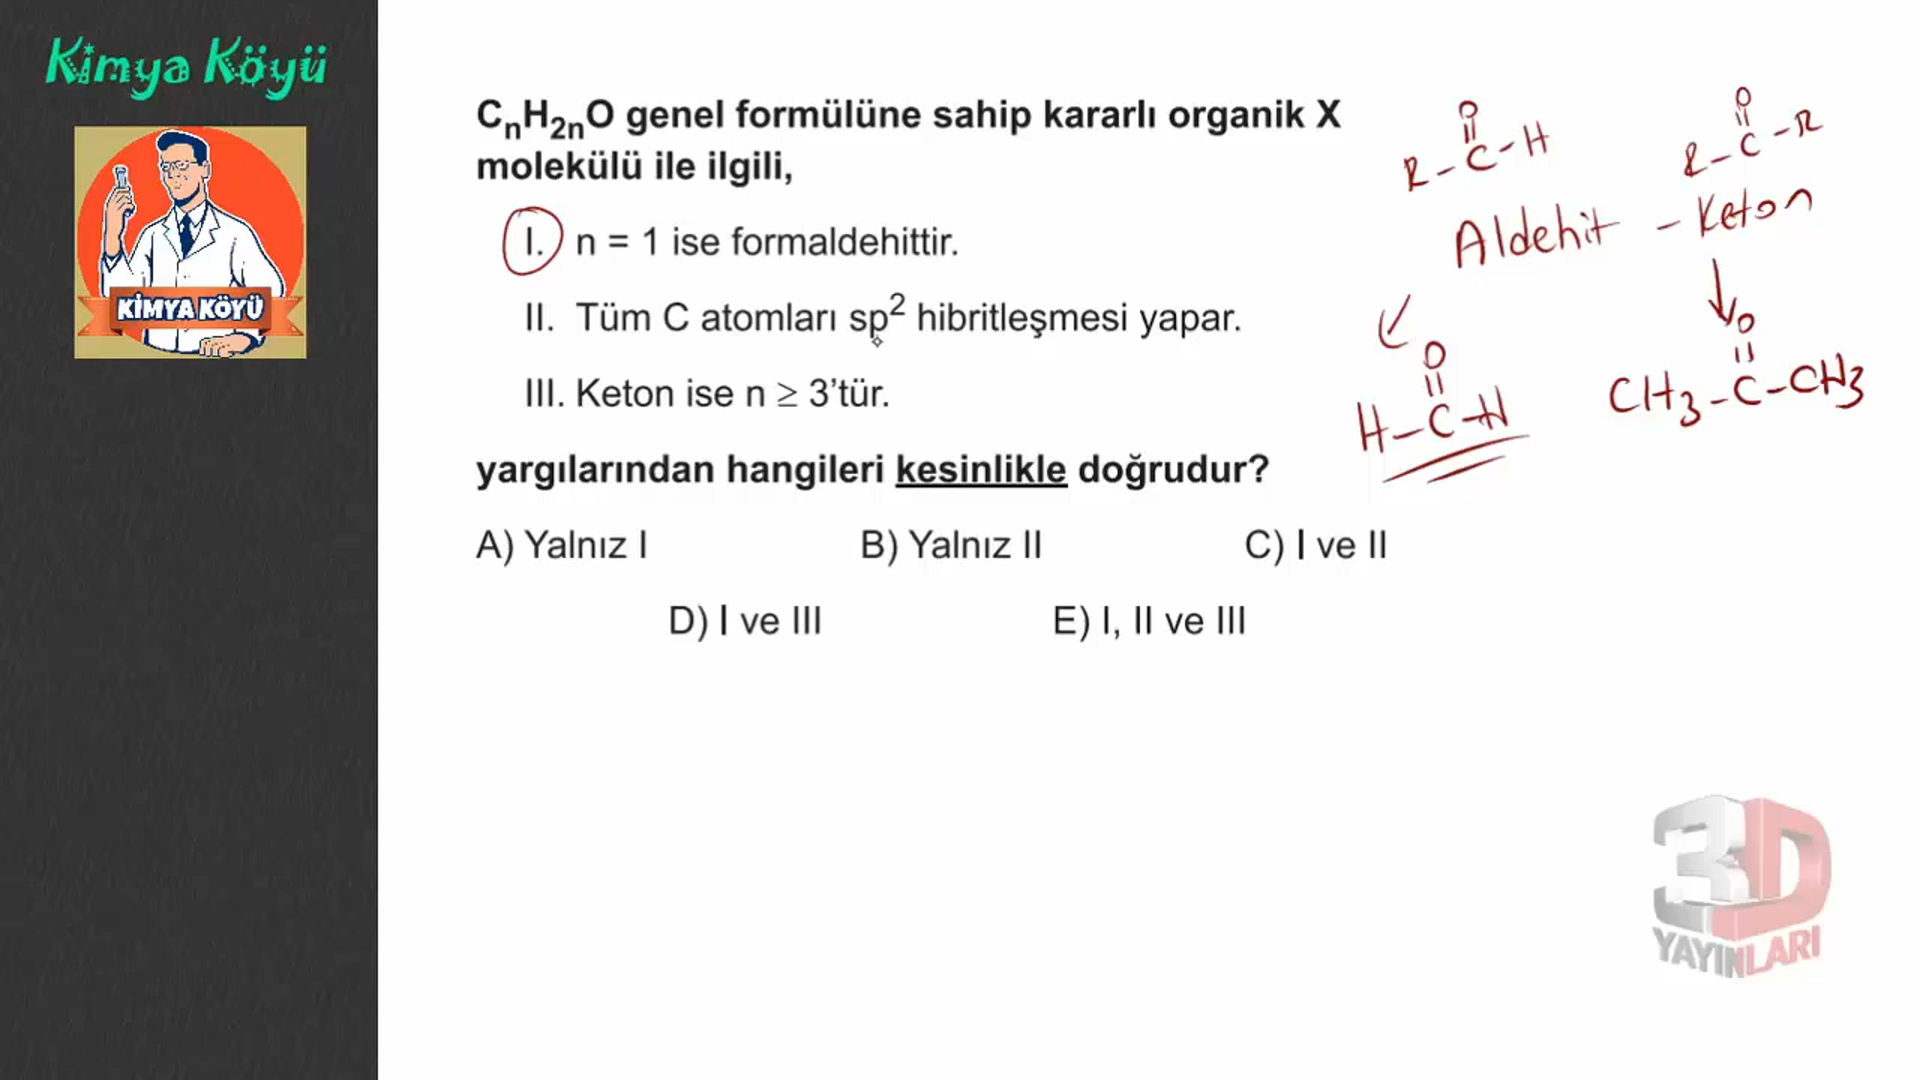 Kimya Köyü
KİMYA KÖYÜ
CnH2nO genel formülüne sahip kararlı organik X
molekülü ile ilgili,
I. n = 1 ise formaldehittir.
II. Tüm C atomları sp² hibritleşmesi yapar.
III. Keton ise n ≥ 3’tür.
yargılarından hangileri kesinlikle doğrudur?
A) Yalnız I B) Yalnız II C) I ve II
D) I ve III E) I, II ve III
O
R-C-H
O
R-C-R
Aldehit - Keton
O
H-C-H
O
CH3-C-CH3
3D
YAYINLARI